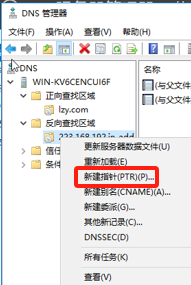 DNS 管理器
文件(F) 操作(A) 查看(V) 帮助(H)
DNS
WIN-KV6CENCUI6F
正向查找区域
lzy.com
反向查找区域
223.168.192.in-add
信任
条件
名称
(与父文件
(与父文件
更新服务器数据文件(U)
重新加载(E)
新建指针(PTR)(P)...
新建别名(CNAME)(A)...
新建委派(G)...
其他新记录(C)...
DNSSEC(D)
所有任务(K)
查看(V)